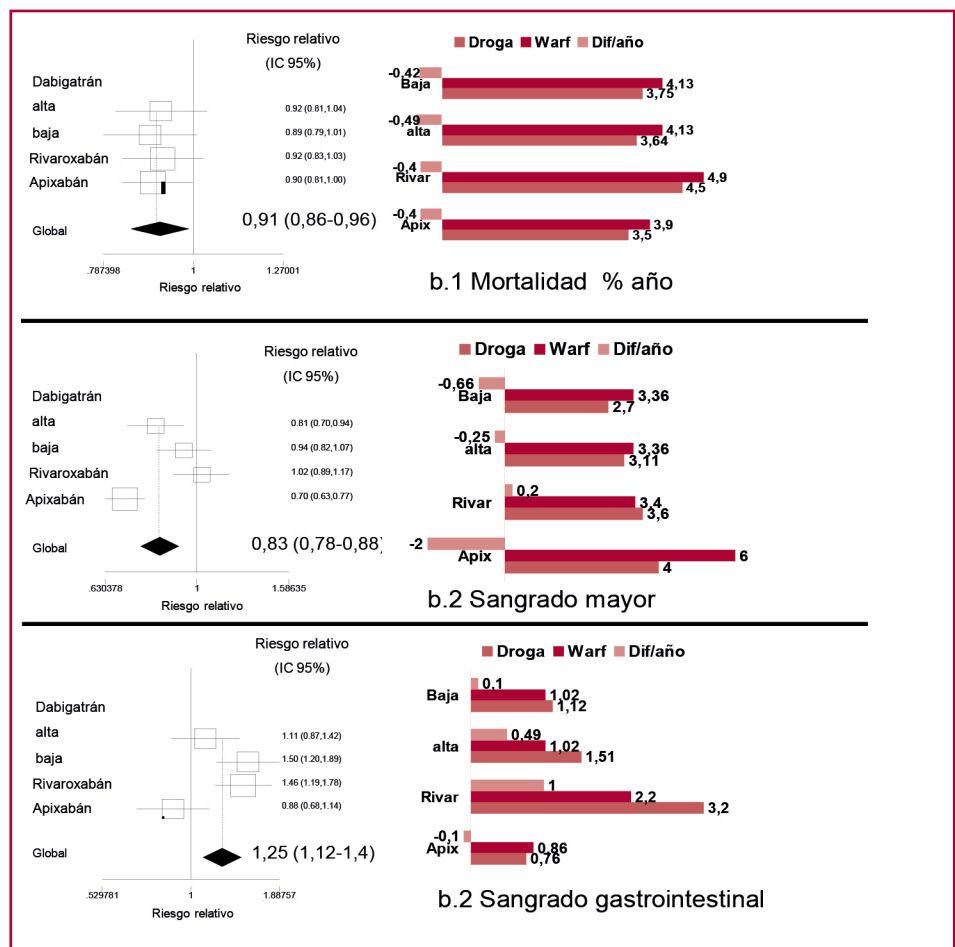 Riesgo relativo
(IC 95%)
Dabigatrán
alta 0.92 (0.81,1.04)
baja 0.89 (0.79,1.01)
Rivaroxabán 0.92 (0.83,1.03)
Apixabán 0.90 (0.81,1.00)
Global 0,91 (0,86-0,96)
.787398 1 1.27001
Riesgo relativo
Droga Warf Dif/año
-0,42
Baja 4,13
3,75
-0,49
alta 4,13
3,64
-0,4
Rivar 4,9
4,5
-0,4
Apix 3,9
3,5
b.1 Mortalidad % año
Riesgo relativo
(IC 95%)
Dabigatrán
alta 0.81 (0.70,0.94)
baja 0.94 (0.82,1.07)
Rivaroxabán 1.02 (0.89,1.17)
Apixabán 0.70 (0.63,0.77)
Global 0,83 (0,78-0,88)
.630378 1 1.58635
Riesgo relativo
Droga Warf Dif/año
-0,66
Baja 3,36
2,7
-0,25
alta 3,36
3,11
0,2
Rivar 3,4
3,6
-2
Apix 6
4
b.2 Sangrado mayor
Riesgo relativo
(IC 95%)
Dabigatrán
alta 1.11 (0.87,1.42)
baja 1.50 (1.20,1.89)
Rivaroxabán 1.46 (1.19,1.78)
Apixabán 0.88 (0.68,1.14)
Global 1,25 (1,12-1,4)
.529781 1 1.88757
Riesgo relativo
Droga Warf Dif/año
0,1
Baja 1,02
1,12
0,49
alta 1,02
1,51
1
Rivar 2,2
3,2
-0,1
Apix 0,86
0,76
b.2 Sangrado gastrointestinal